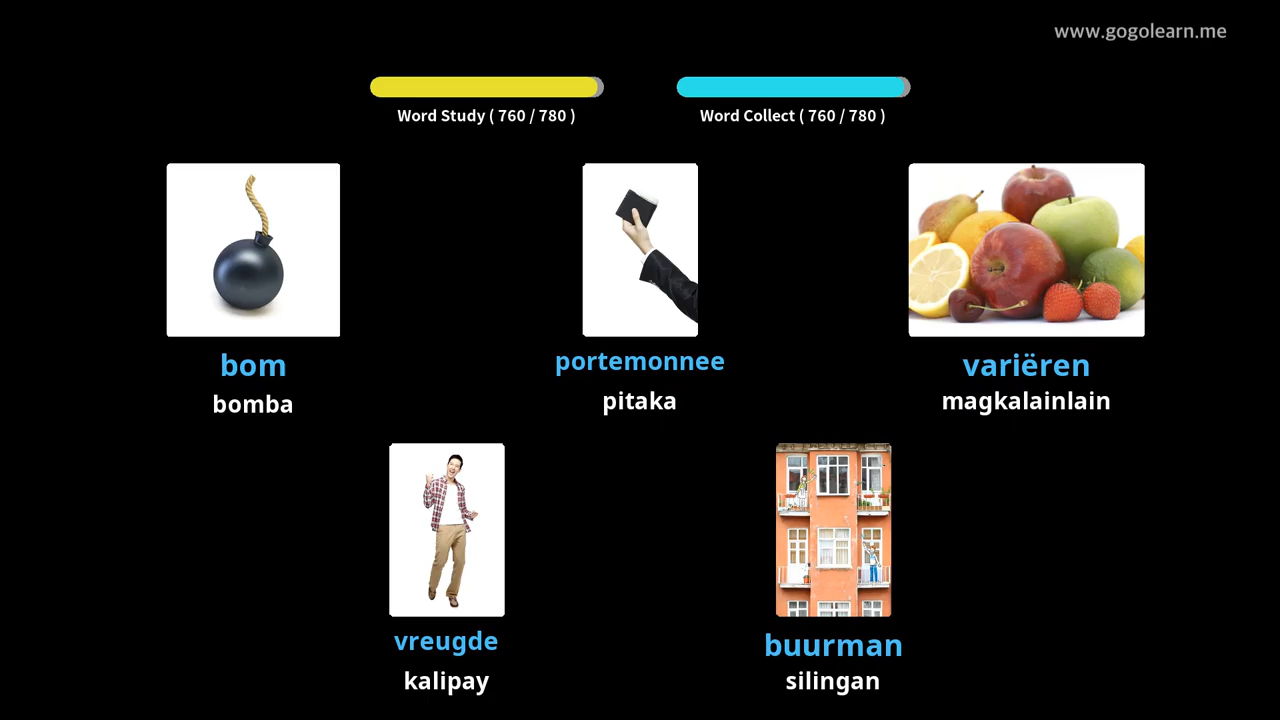 www.gogolearn.me
Word Study ( 760 / 780 )
Word Collect ( 760 / 780 )
bom
bomba
portemonnee
pitaka
variëren
magkalainlain
vreugde
kalipay
buurman
silingan